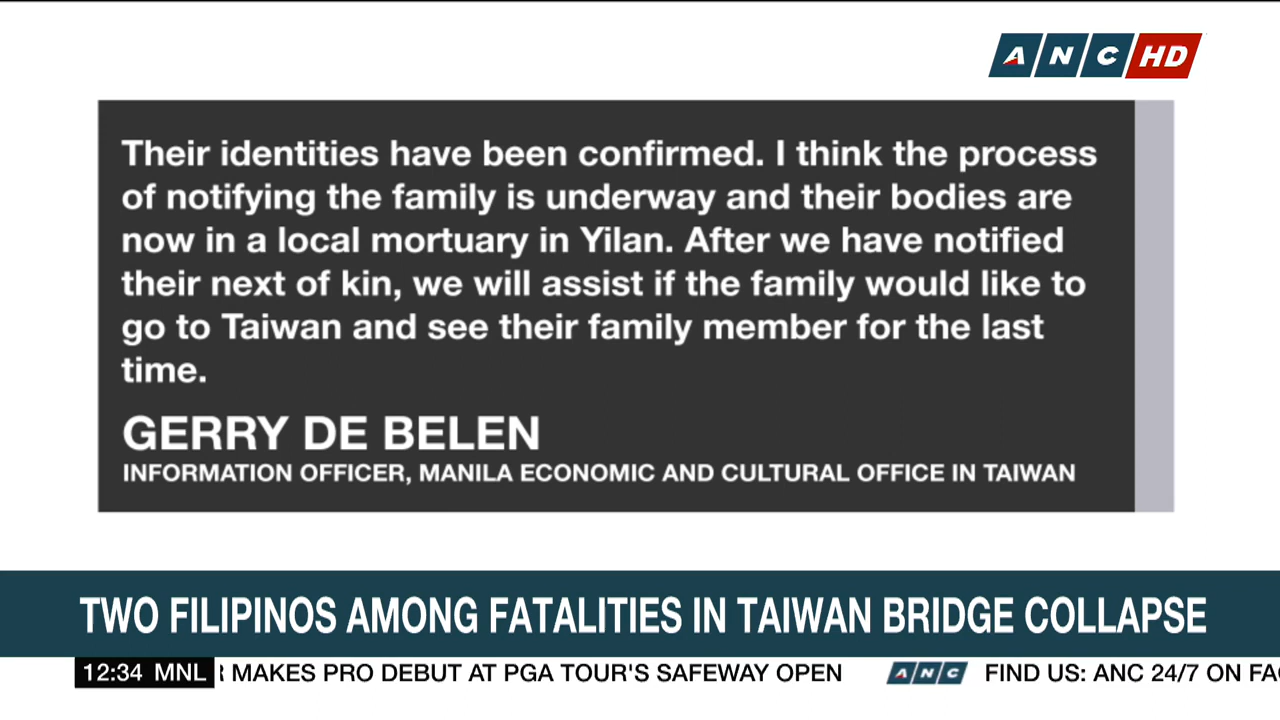 ANC HD
Their identities have been confirmed. I think the process
of notifying the family is underway and their bodies are
now in a local mortuary in Yilan. After we have notified
their next of kin, we will assist if the family would like to
go to Taiwan and see their family member for the last
time.
GERRY DE BELEN
INFORMATION OFFICER, MANILA ECONOMIC AND CULTURAL OFFICE IN TAIWAN
TWO FILIPINOS AMONG FATALITIES IN TAIWAN BRIDGE COLLAPSE
12:34 MNL MAKES PRO DEBUT AT PGA TOUR'S SAFEWAY OPEN ANC FIND US: ANC 24/7 ON